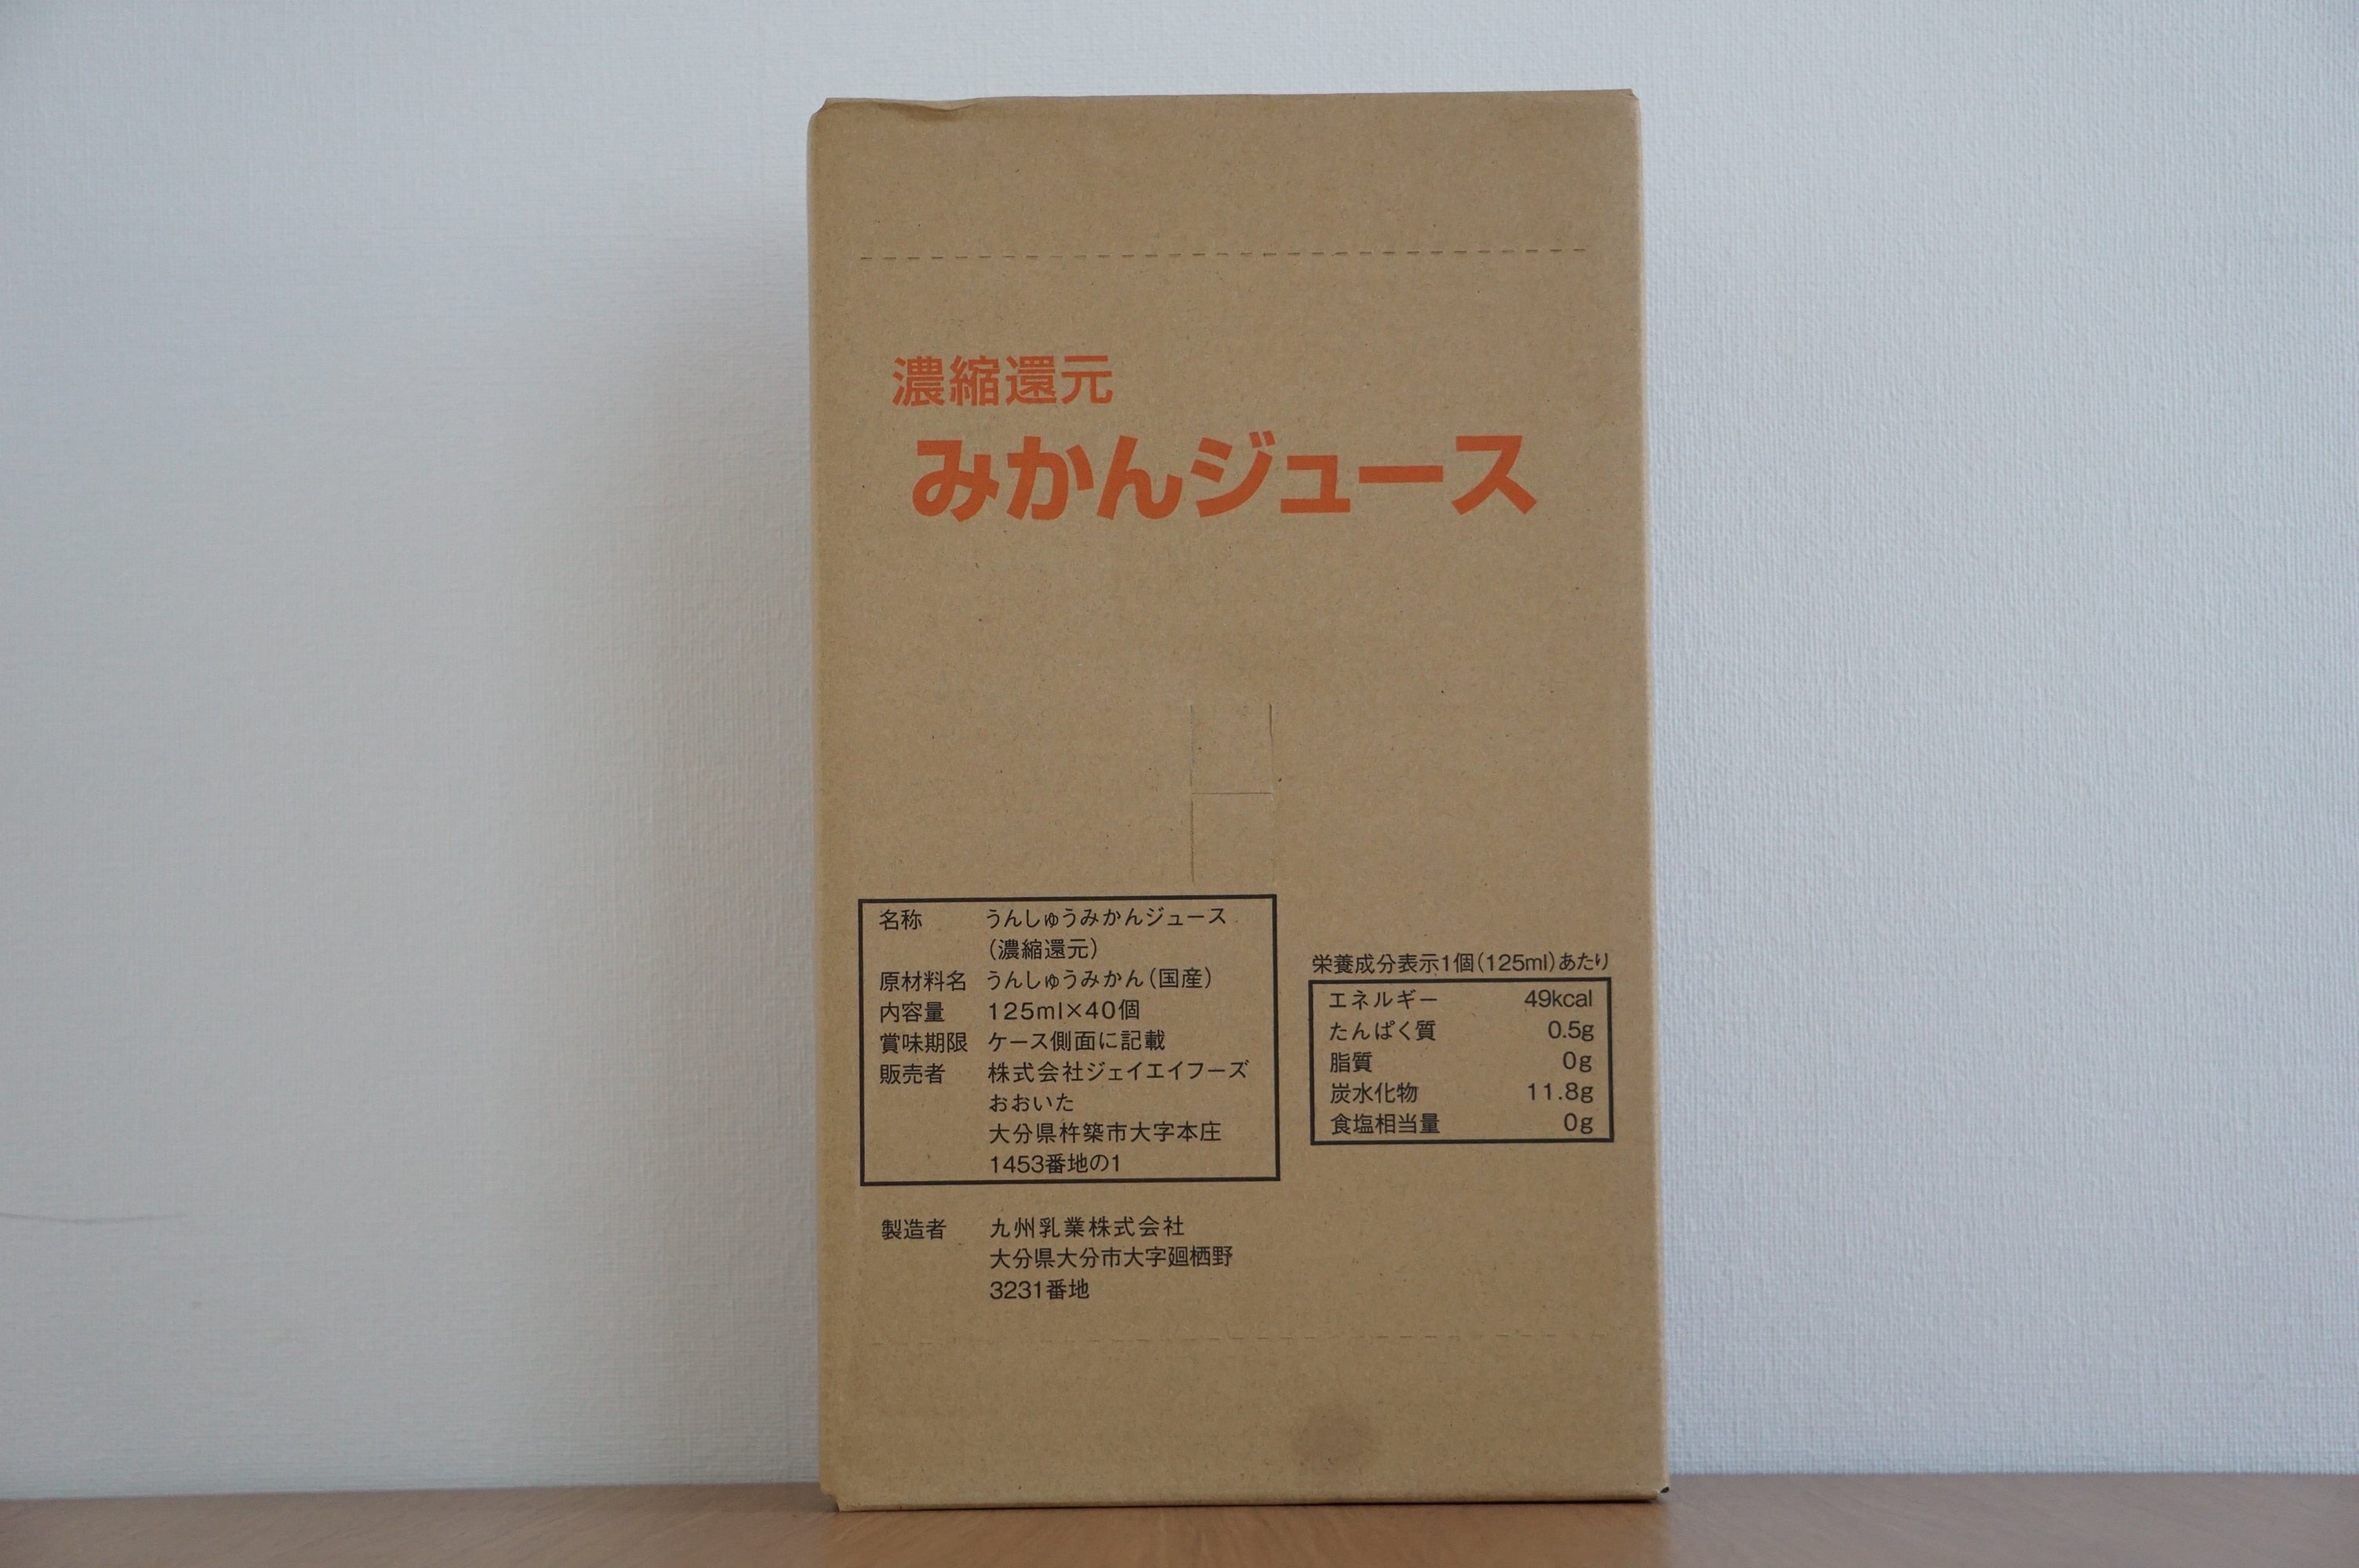 濃縮還元
みかんジュース
名称 うんしゅうみかんジュース
(濃縮還元)
原材料名 うんしゅうみかん(国産)
内容量 125ml×40個
賞味期限 ケース側面に記載
販売者 株式会社ジェイエイフーズ
おおいた
大分県杵築市大字本庄
1453番地の1
製造者 九州乳業株式会社
大分県大分市大字廻栖野
3231番地
栄養成分表示1個(125ml)あたり
エネルギー 49kcal
たんぱく質 0.5g
脂質 0g
炭水化物 11.8g
食塩相当量 0g